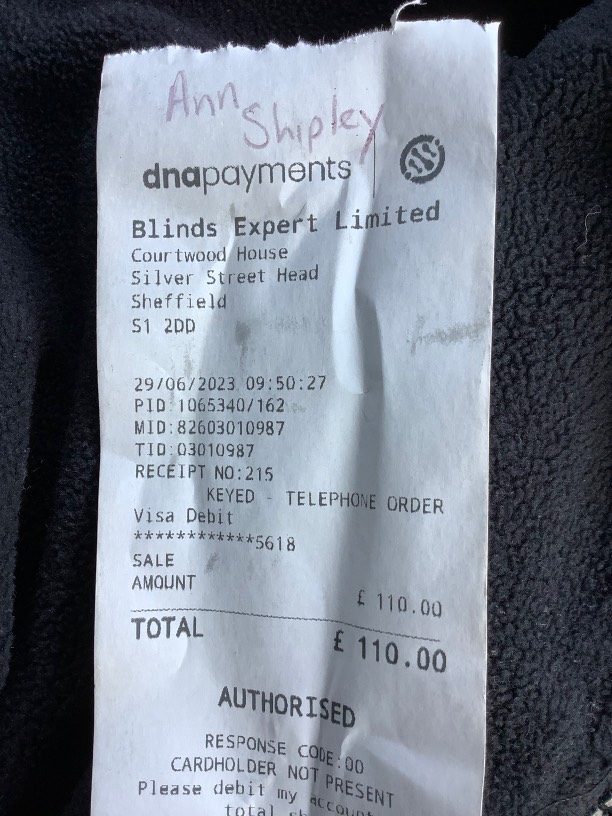 Ann
Shipley
dnapayments
Blinds Expert Limited
Courtwood House
Silver Street Head
Sheffield
S1 2DD
29/06/2023 09:50:27
PID:1065340/162
MID:82603010987
TID:03010987
RECEIPT NO:215
KEYED - TELEPHONE ORDER
Visa Debit
************5618
SALE
AMOUNT £ 110.00
TOTAL £ 110.00
AUTHORISED
RESPONSE CODE:00
CARDHOLDER NOT PRESENT
Please debit my account
total